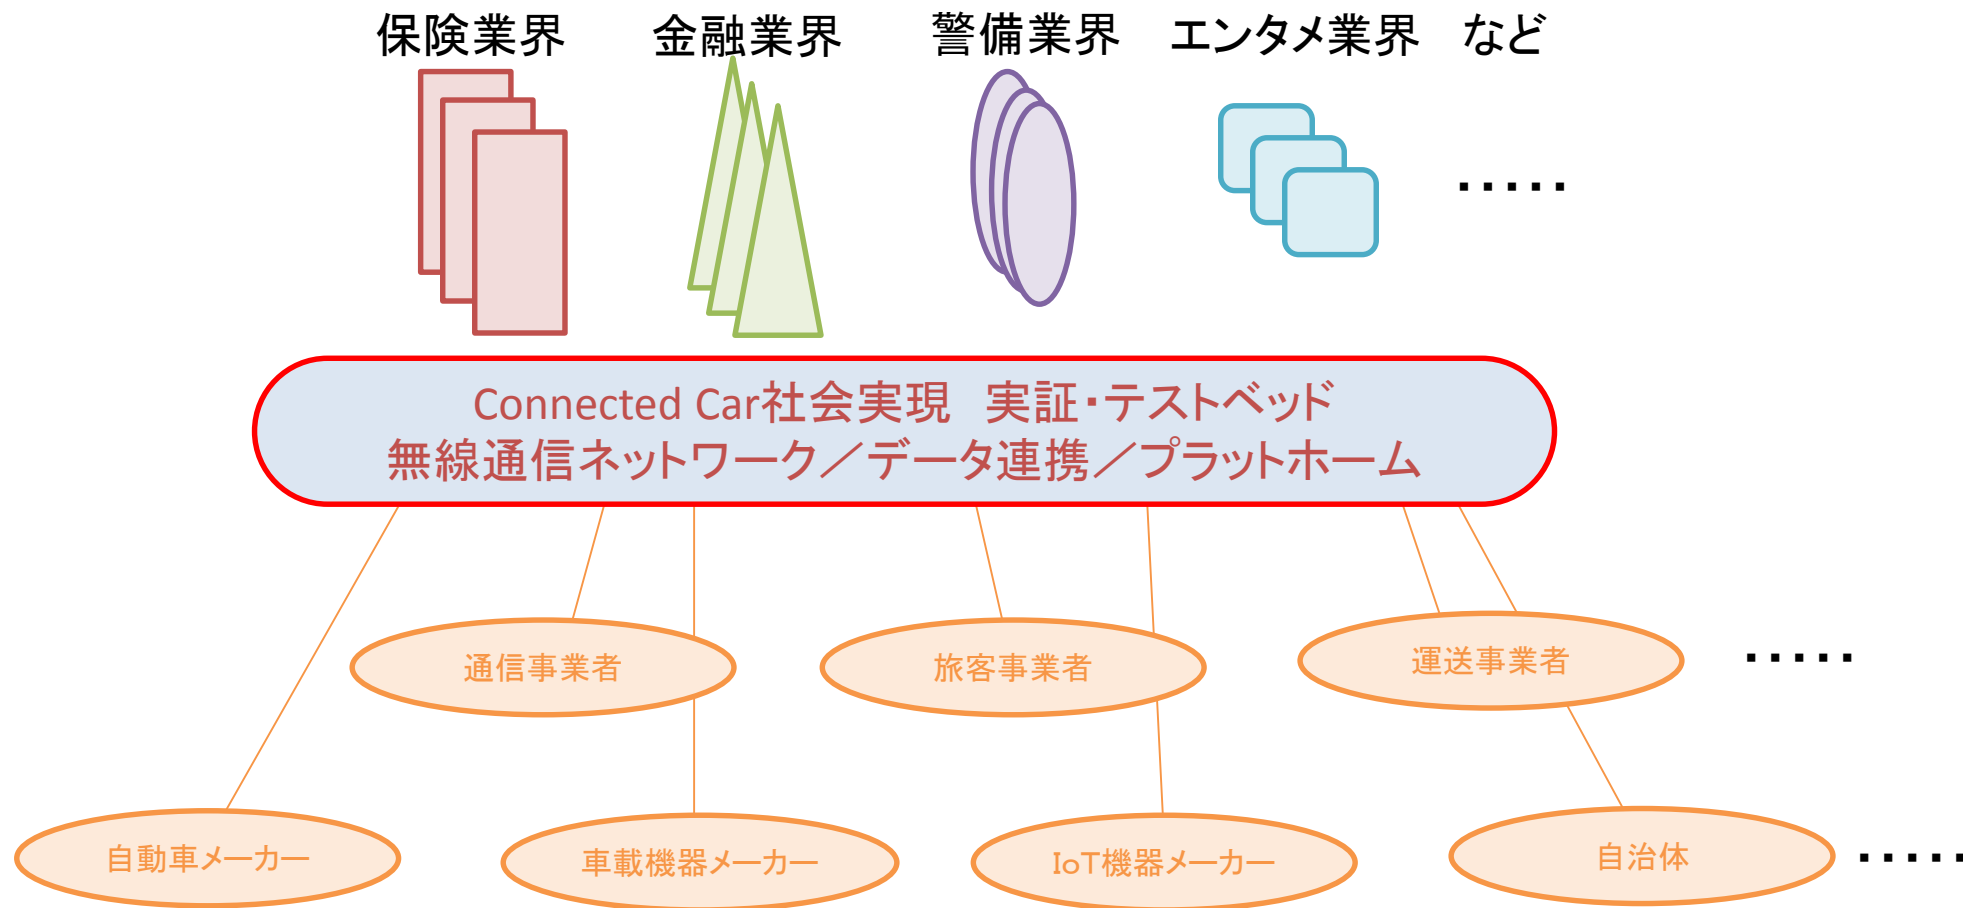 保険業界 金融業界 警備業界 エンタメ業界 など
・・・・・
Connected Car社会実現 実証・テストベッド
無線通信ネットワーク／データ連携／プラットホーム
通信事業者 旅客事業者 運送事業者 ・・・・・
自動車メーカー 車載機器メーカー IoT機器メーカー 自治体 ・・・・・